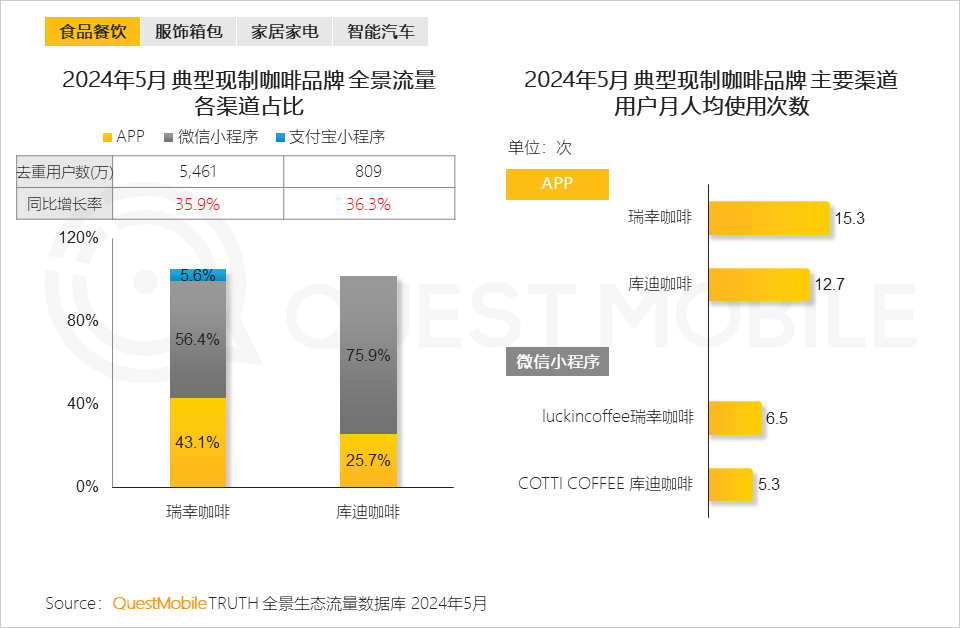 食品餐饮 服饰箱包 家居家电 智能汽车
2024年5月 典型现制咖啡品牌 全景流量
各渠道占比
APP 微信小程序 支付宝小程序
去重用户数(万) 5,461 809
同比增长率 35.9% 36.3%
120%
80%
40%
0%
5.6%
56.4%
43.1%
75.9%
25.7%
瑞幸咖啡 库迪咖啡
2024年5月 典型现制咖啡品牌 主要渠道
用户月人均使用次数
单位：次
APP
瑞幸咖啡 15.3
库迪咖啡 12.7
微信小程序
luckincoffee瑞幸咖啡 6.5
COTTI COFFEE 库迪咖啡 5.3
QUEST MOBILE
Source：QuestMobile TRUTH 全景生态流量数据库 2024年5月